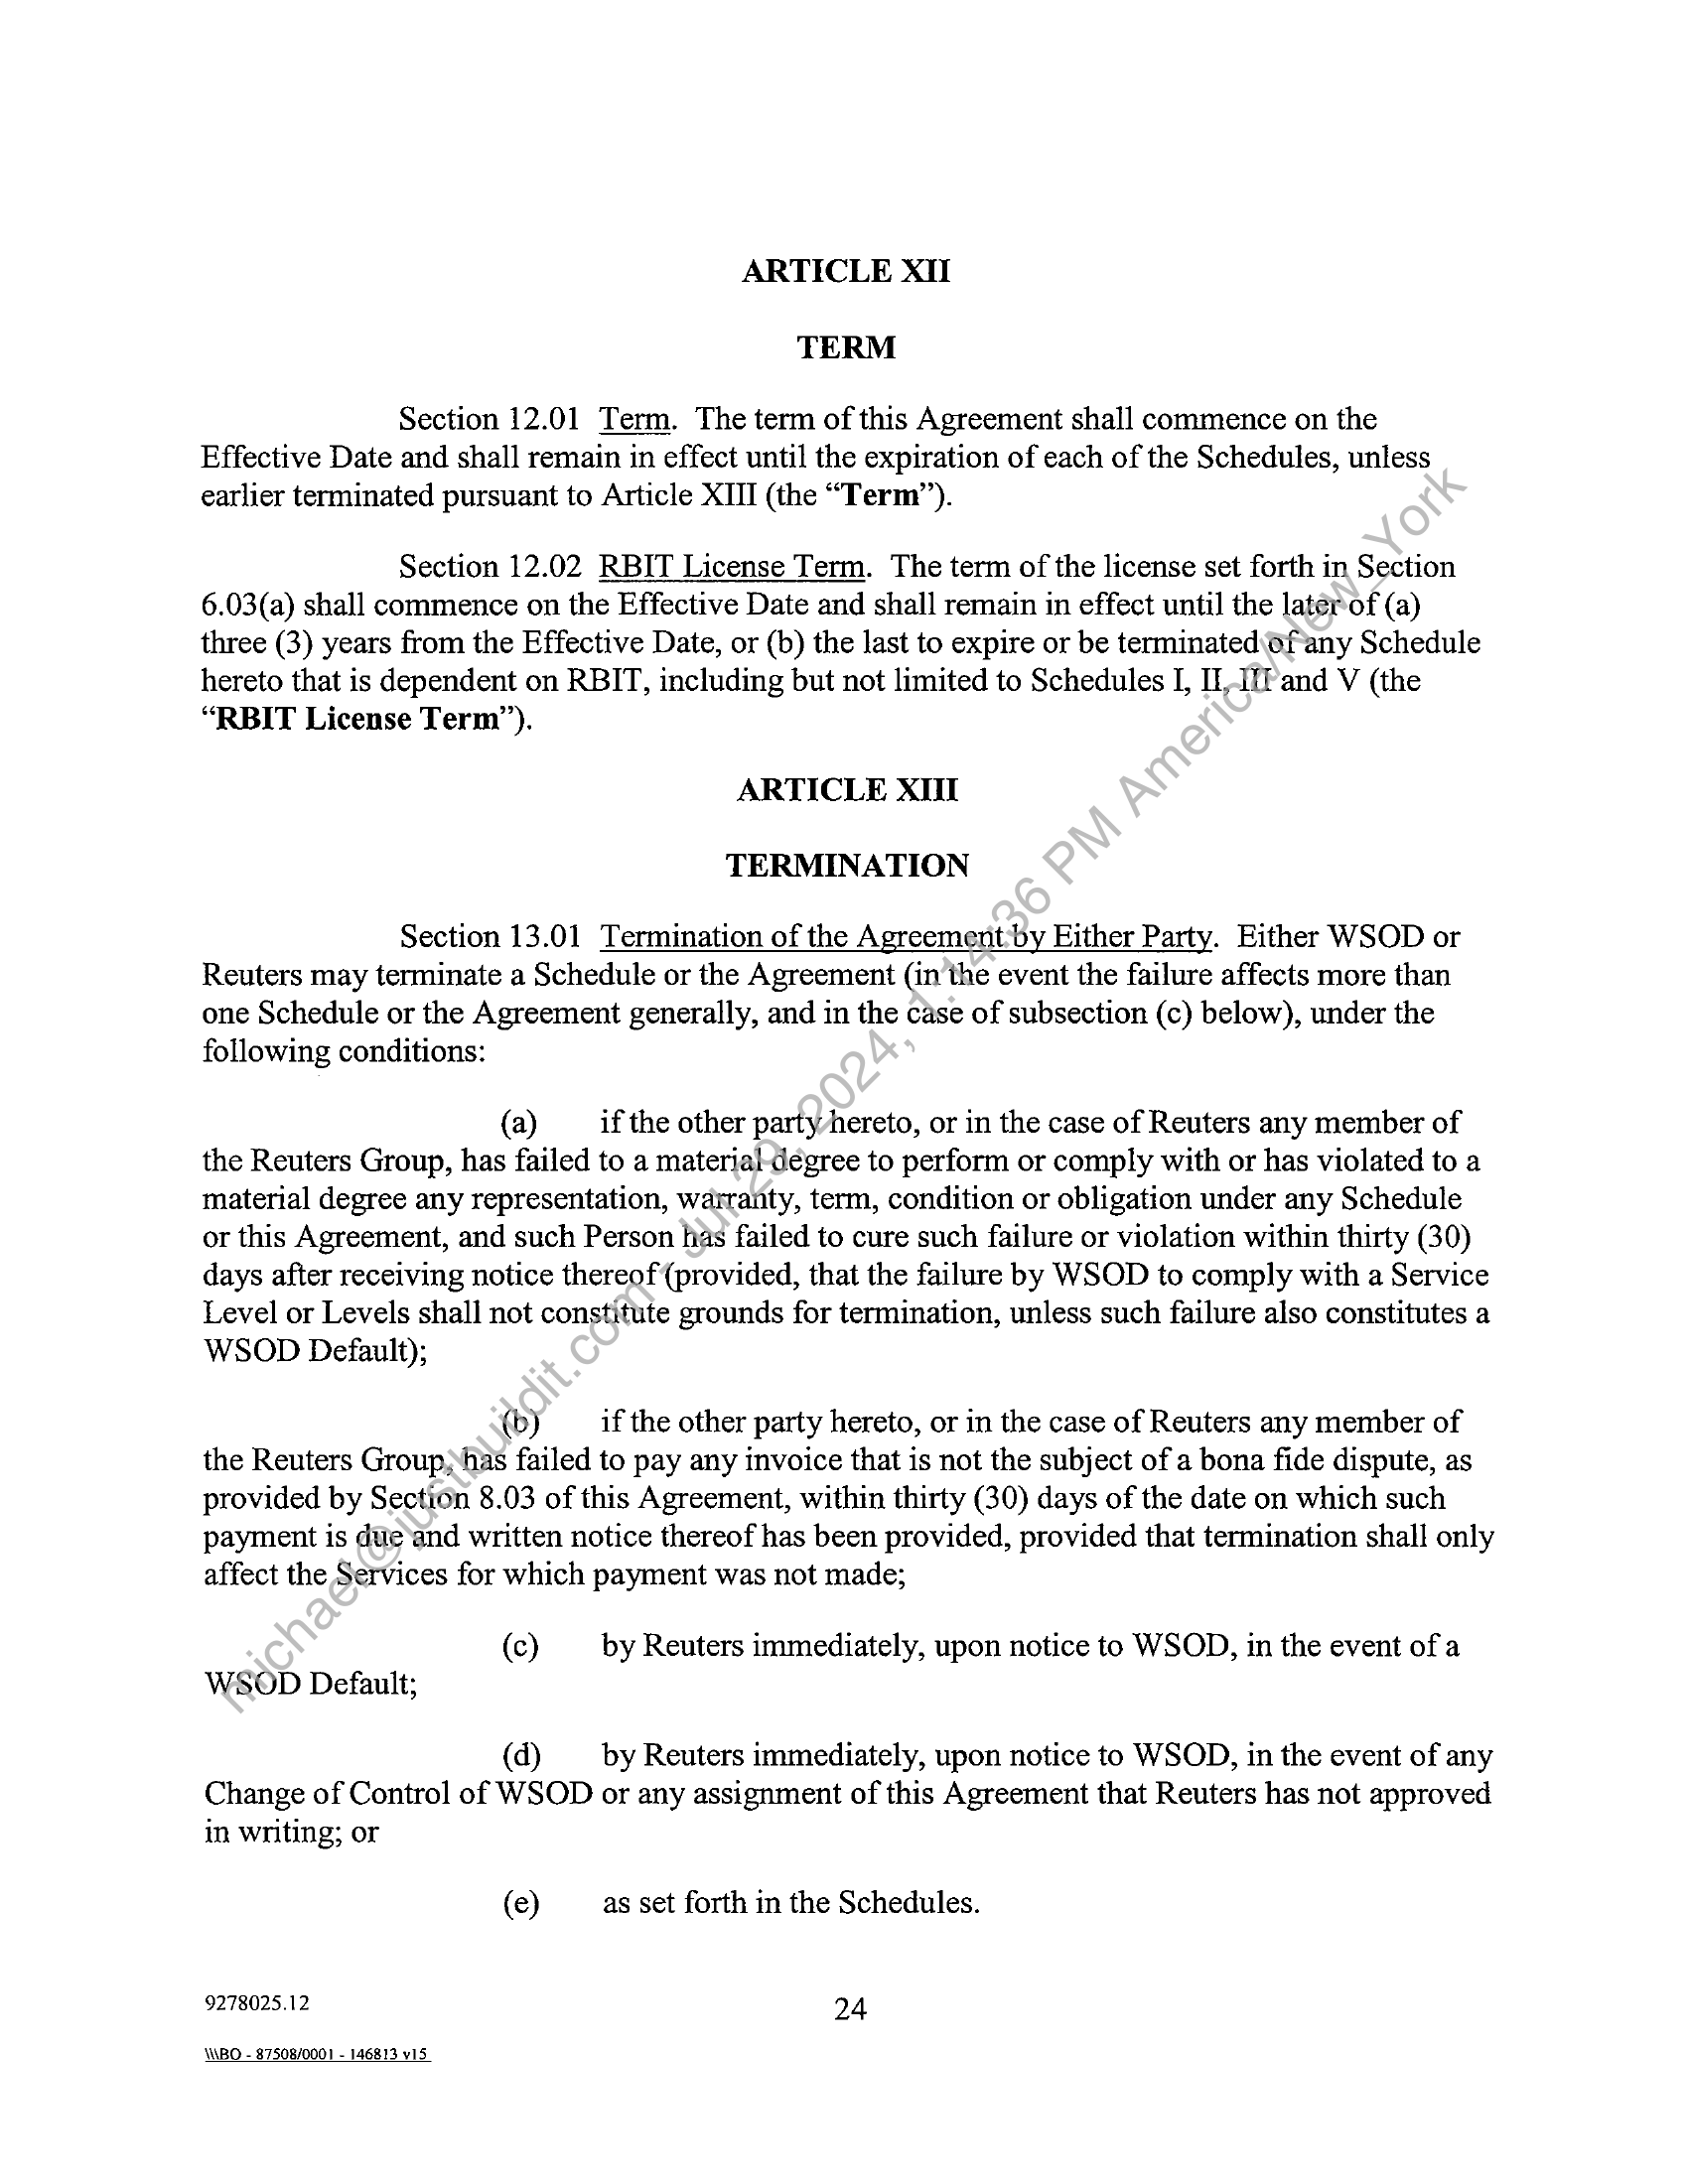 ARTICLE XII
TERM
Section 12.01 Term. The term of this Agreement shall commence on the
Effective Date and shall remain in effect until the expiration of each of the Schedules, unless
earlier terminated pursuant to Article XIII (the “Term”).
Section 12.02 RBIT License Term. The term of the license set forth in Section
6.03(a) shall commence on the Effective Date and shall remain in effect until the later of (a)
three (3) years from the Effective Date, or (b) the last to expire or be terminated of any Schedule
hereto that is dependent on RBIT, including but not limited to Schedules I, II, III and V (the
“RBIT License Term”).
ARTICLE XIII
TERMINATION
Section 13.01 Termination of the Agreement by Either Party. Either WSOD or
Reuters may terminate a Schedule or the Agreement (in the event the failure affects more than
one Schedule or the Agreement generally, and in the case of subsection (c) below), under the
following conditions:
(a) if the other party hereto, or in the case of Reuters any member of
the Reuters Group, has failed to a material degree to perform or comply with or has violated to a
material degree any representation, warranty, term, condition or obligation under any Schedule
or this Agreement, and such Person has failed to cure such failure or violation within thirty (30)
days after receiving notice thereof (provided, that the failure by WSOD to comply with a Service
Level or Levels shall not constitute grounds for termination, unless such failure also constitutes a
WSOD Default);
(b) if the other party hereto, or in the case of Reuters any member of
the Reuters Group, has failed to pay any invoice that is not the subject of a bona fide dispute, as
provided by Section 8.03 of this Agreement, within thirty (30) days of the date on which such
payment is due and written notice thereof has been provided, provided that termination shall only
affect the Services for which payment was not made;
(c) by Reuters immediately, upon notice to WSOD, in the event of a
WSOD Default;
(d) by Reuters immediately, upon notice to WSOD, in the event of any
Change of Control of WSOD or any assignment of this Agreement that Reuters has not approved
in writing; or
(e) as set forth in the Schedules.
9278025.12
24
\\\BO - 87508/0001 - 146813 v15
michael@justbuildit.com - Jul 29, 2024, 1:14:36 PM America/New_York